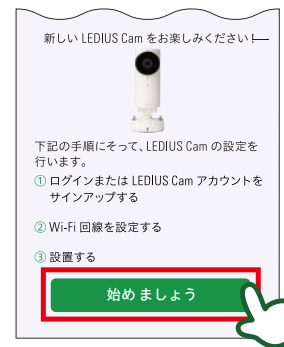 新しい LEDIUS Cam をお楽しみください！
下記の手順にそって、LEDIUS Cam の設定を
行います。
① ログインまたは LEDIUS Cam アカウントを
サインアップする
② Wi-Fi 回線を設定する
③ 設置する
始めましょう